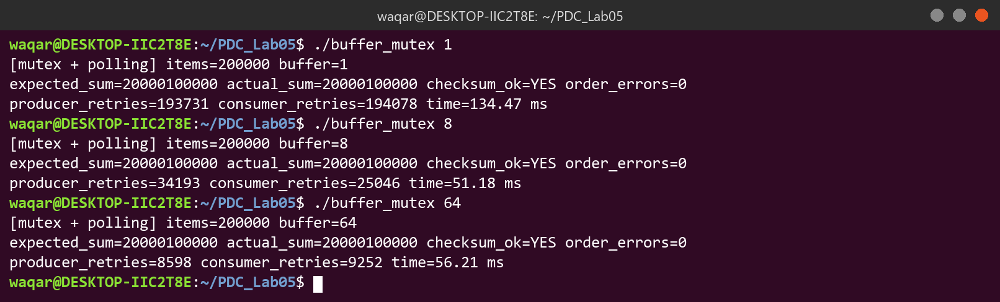 waqar@DESKTOP-IIC2T8E: ~/PDC_Lab05
waqar@DESKTOP-IIC2T8E:~/PDC_Lab05$ ./buffer_mutex 1
[mutex + polling] items=200000 buffer=1
expected_sum=20000100000 actual_sum=20000100000 checksum_ok=YES order_errors=0
producer_retries=193731 consumer_retries=194078 time=134.47 ms
waqar@DESKTOP-IIC2T8E:~/PDC_Lab05$ ./buffer_mutex 8
[mutex + polling] items=200000 buffer=8
expected_sum=20000100000 actual_sum=20000100000 checksum_ok=YES order_errors=0
producer_retries=34193 consumer_retries=25046 time=51.18 ms
waqar@DESKTOP-IIC2T8E:~/PDC_Lab05$ ./buffer_mutex 64
[mutex + polling] items=200000 buffer=64
expected_sum=20000100000 actual_sum=20000100000 checksum_ok=YES order_errors=0
producer_retries=8598 consumer_retries=9252 time=56.21 ms
waqar@DESKTOP-IIC2T8E:~/PDC_Lab05$